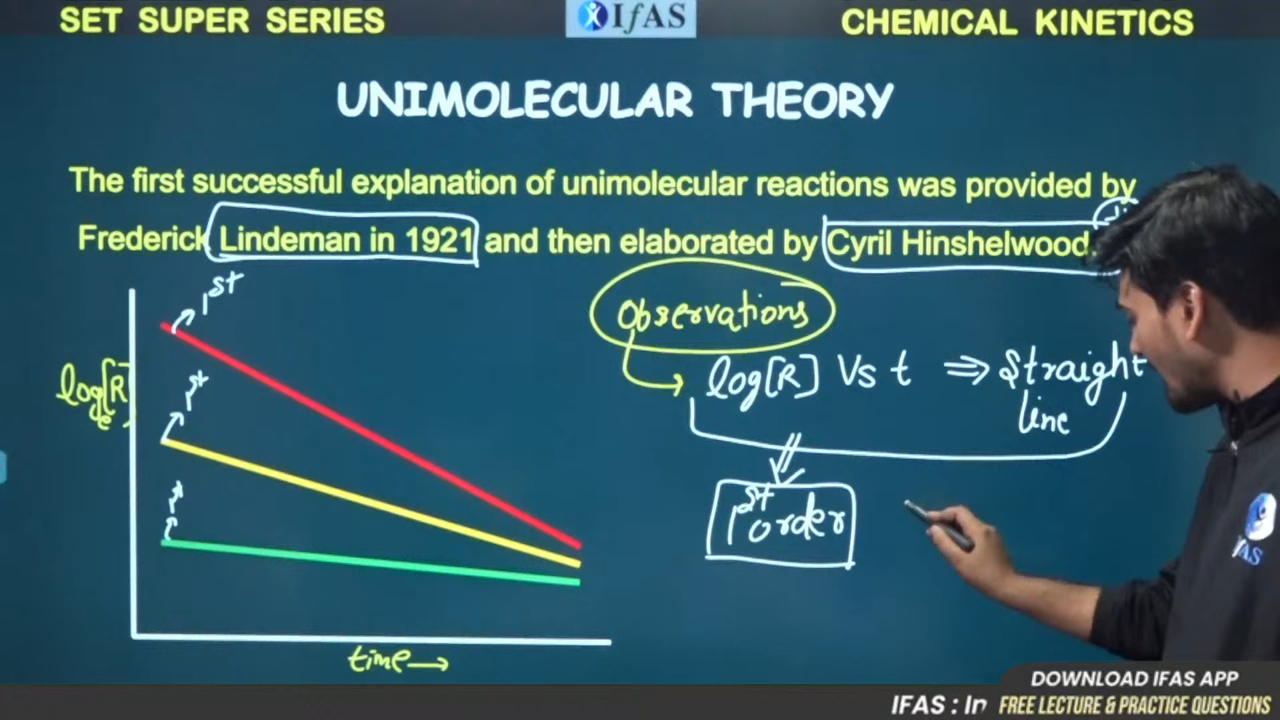 SET SUPER SERIES
IfAS
CHEMICAL KINETICS
UNIMOLECULAR THEORY
The first successful explanation of unimolecular reactions was provided by
Frederick Lindeman in 1921 and then elaborated by Cyril Hinshelwood.
Observations
log[R] Vs t ⇒ Straight
line
1st order
1st
1st
1st
loge[R]
time→
IFAS
DOWNLOAD IFAS APP
IFAS : In FREE LECTURE & PRACTICE QUESTIONS